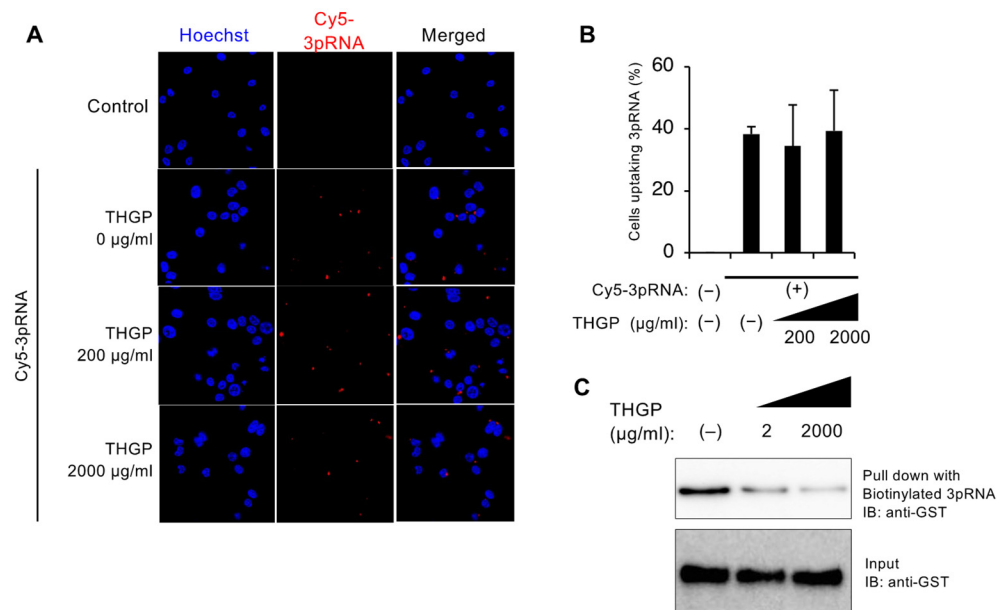 A
Hoechst
Cy5-
3pRNA
Merged
Control
Cy5-3pRNA
THGP
0 µg/ml
THGP
200 µg/ml
THGP
2000 µg/ml
B
Cells uptaking 3pRNA (%)
60
40
20
0
Cy5-3pRNA: (–) (+)
THGP (µg/ml): (–) (–) 200 2000
C
THGP
(µg/ml): (–) 2 2000
Pull down with
Biotinylated 3pRNA
IB: anti-GST
Input
IB: anti-GST